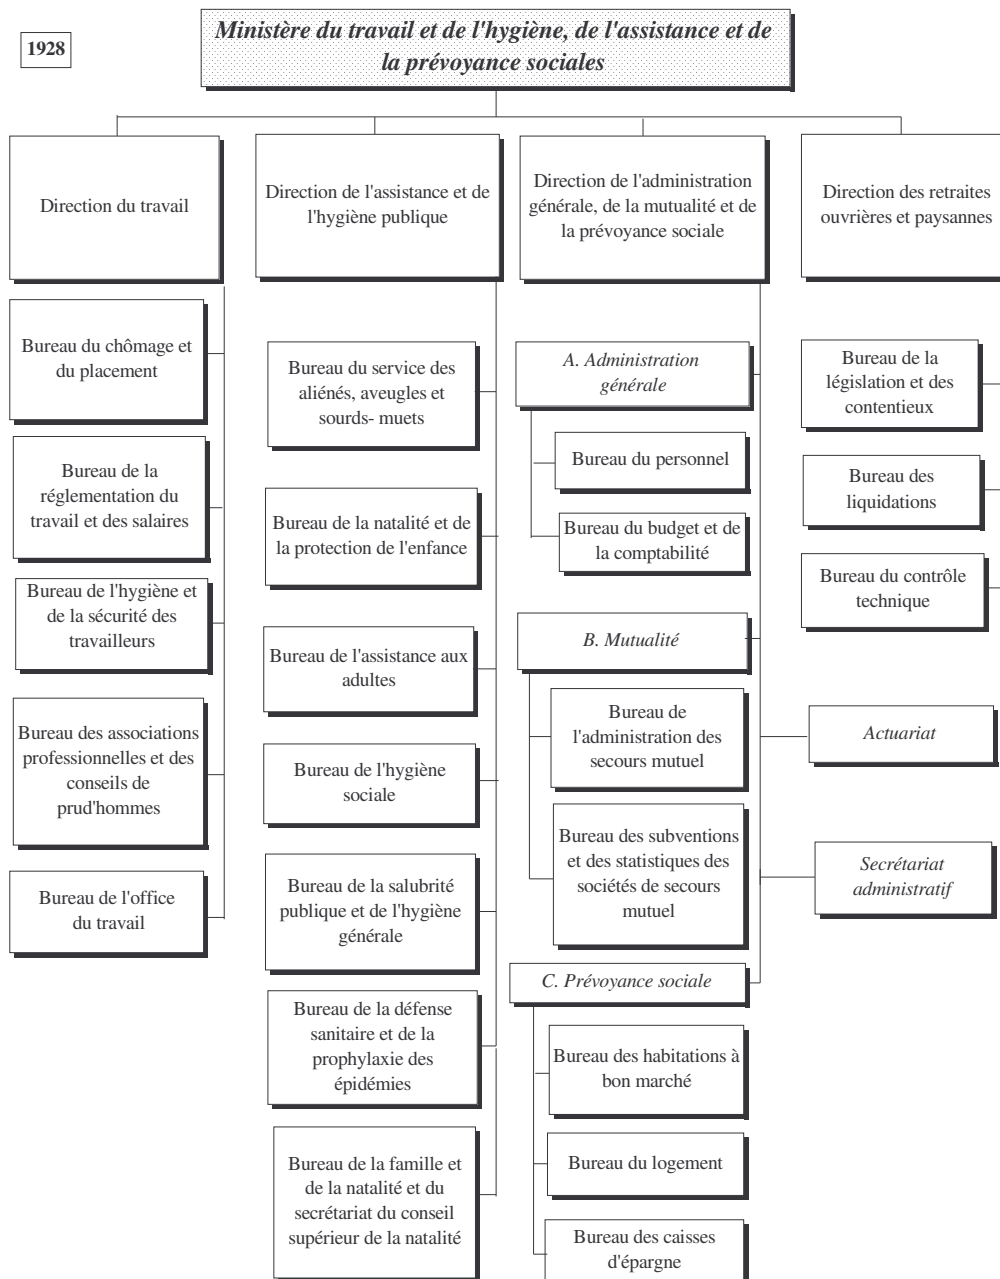 1928
Ministère du travail et de l'hygiène, de l'assistance et de
la prévoyance sociales
Direction du travail
Bureau du chômage et
du placement
Bureau de la
réglementation du
travail et des salaires
Bureau de l'hygiène et
de la sécurité des
travailleurs
Bureau des associations
professionnelles et des
conseils de
prud'hommes
Bureau de l'office
du travail
Direction de l'assistance et de
l'hygiène publique
Bureau du service des
aliénés, aveugles et
sourds- muets
Bureau de la natalité et de
la protection de l'enfance
Bureau de l'assistance aux
adultes
Bureau de l'hygiène
sociale
Bureau de la salubrité
publique et de l'hygiène
générale
Bureau de la défense
sanitaire et de la
prophylaxie des
épidémies
Bureau de la famille et
de la natalité et du
secrétariat du conseil
supérieur de la natalité
Direction de l'administration
générale, de la mutualité et de
la prévoyance sociale
A. Administration
générale
Bureau du personnel
Bureau du budget et de
la comptabilité
B. Mutualité
Bureau de
l'administration des
secours mutuel
Bureau des subventions
et des statistiques des
sociétés de secours
mutuel
C. Prévoyance sociale
Bureau des habitations à
bon marché
Bureau du logement
Bureau des caisses
d'épargne
Actuariat
Secrétariat
administratif
Direction des retraites
ouvrières et paysannes
Bureau de la
législation et des
contentieux
Bureau des
liquidations
Bureau du contrôle
technique